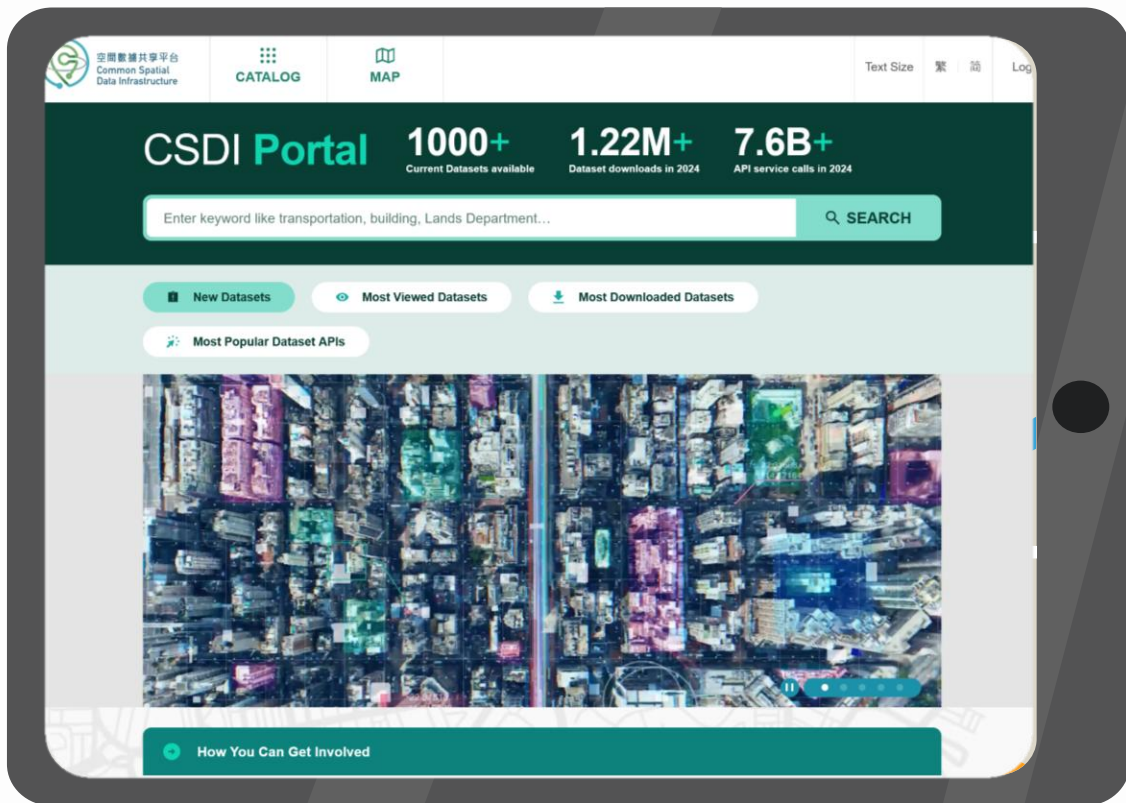 空間數據共享平台
Common Spatial
Data Infrastructure
CATALOG
MAP
Text Size
繁
简
Log
CSDI Portal
1000+
Current Datasets available
1.22M+
Dataset downloads in 2024
7.6B+
API service calls in 2024
Enter keyword like transportation, building, Lands Department...
SEARCH
New Datasets
Most Viewed Datasets
Most Downloaded Datasets
Most Popular Dataset APIs
How You Can Get Involved